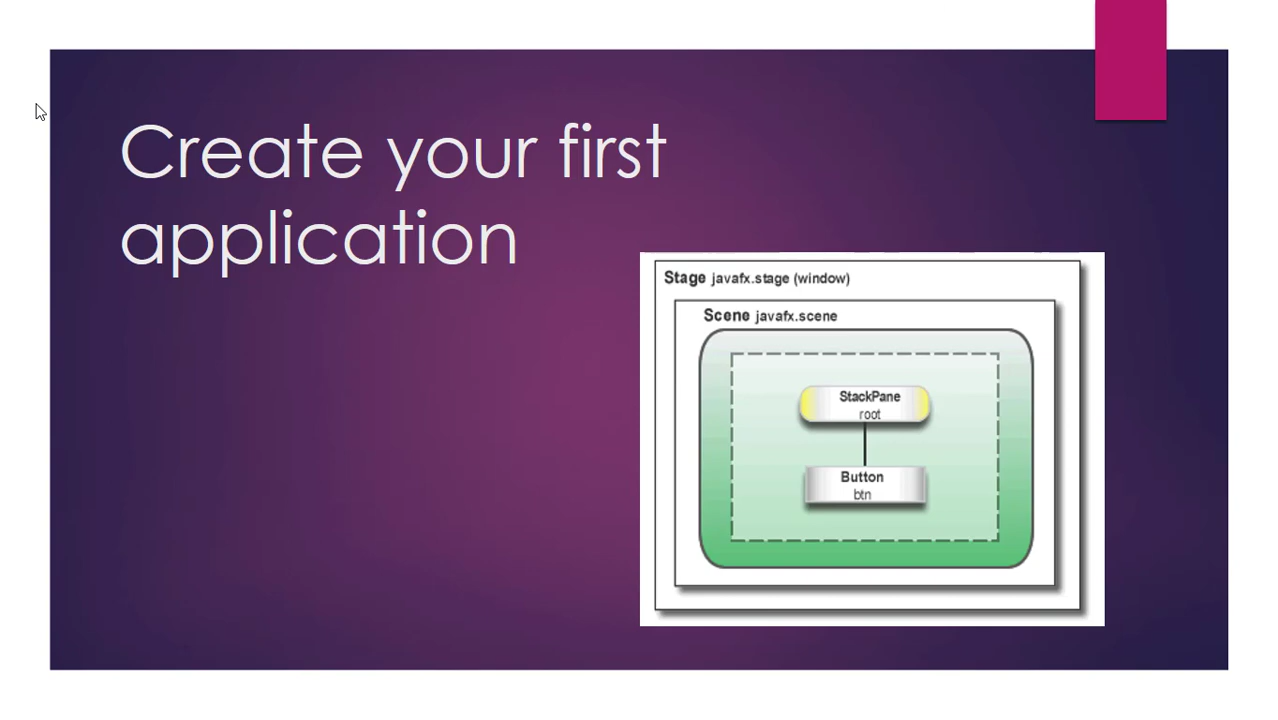 Create your first
application
Stage javafx.stage (window)
Scene javafx.scene
StackPane
root
Button
btn